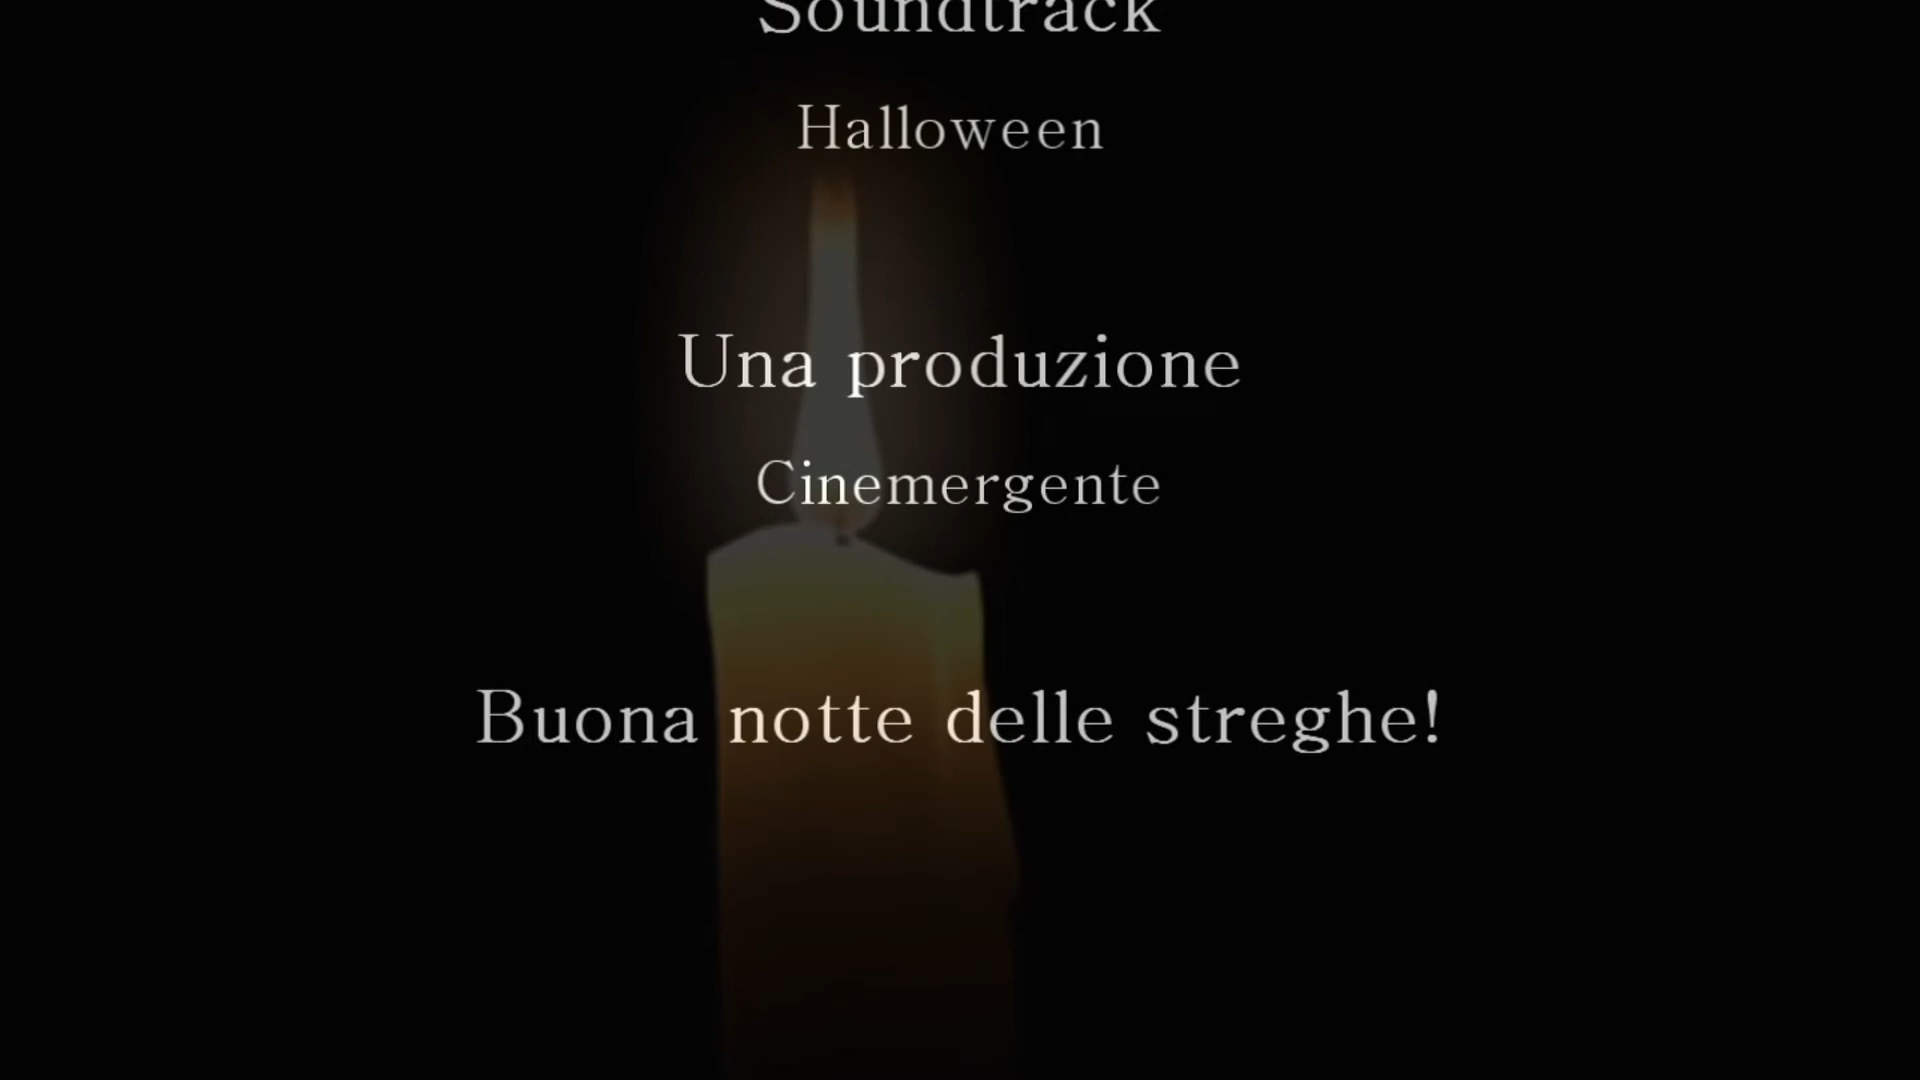 Soundtrack
Halloween
Una produzione
Cinemergente
Buona notte delle streghe!